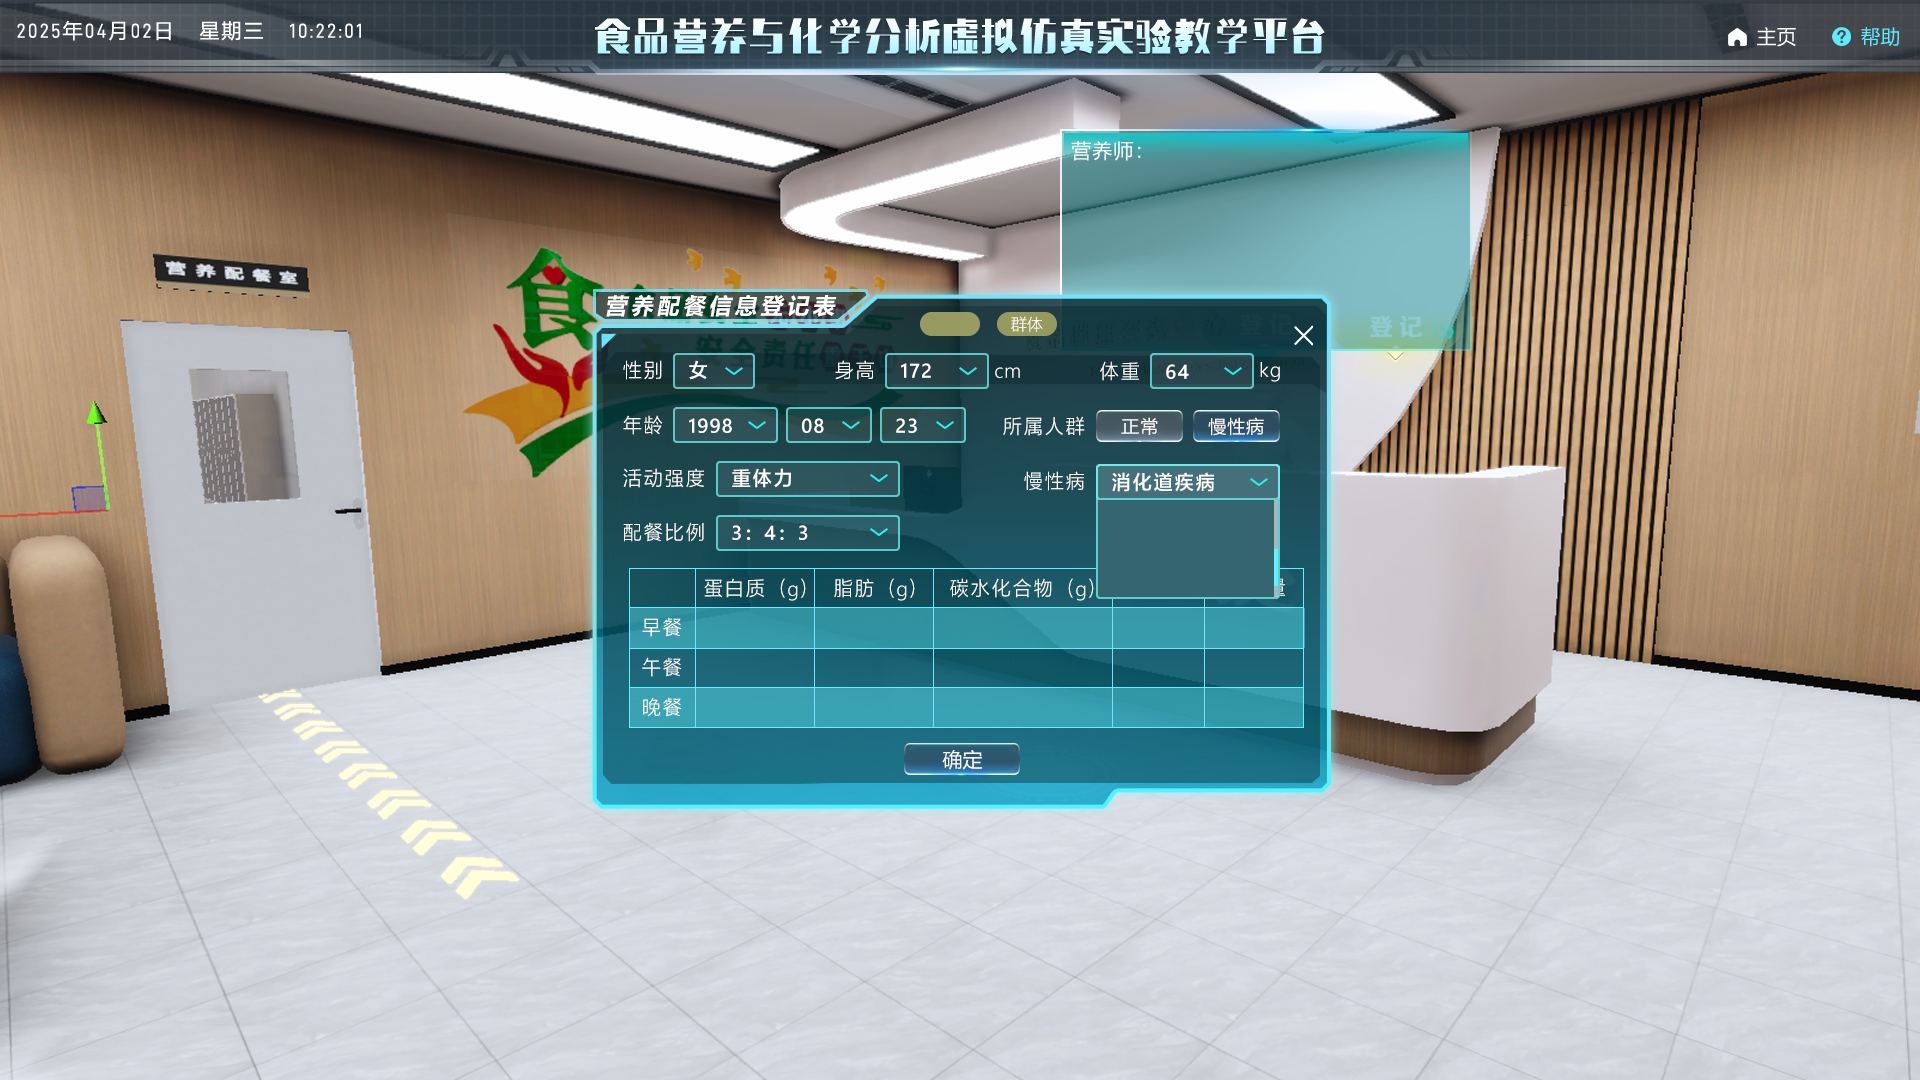 2025年04月02日 星期三 10:22:01
食品营养与化学分析虚拟仿真实验教学平台
主页 帮助
营养师：
营养配餐室
食
安全责任
登记
营养配餐信息登记表
群体
性别 女 身高 172 cm 体重 64 kg
年龄 1998 08 23 所属人群 正常 慢性病
活动强度 重体力 慢性病 消化道疾病
配餐比例 3：4：3
蛋白质（g） 脂肪（g） 碳水化合物（g） 量
早餐
午餐
晚餐
确定